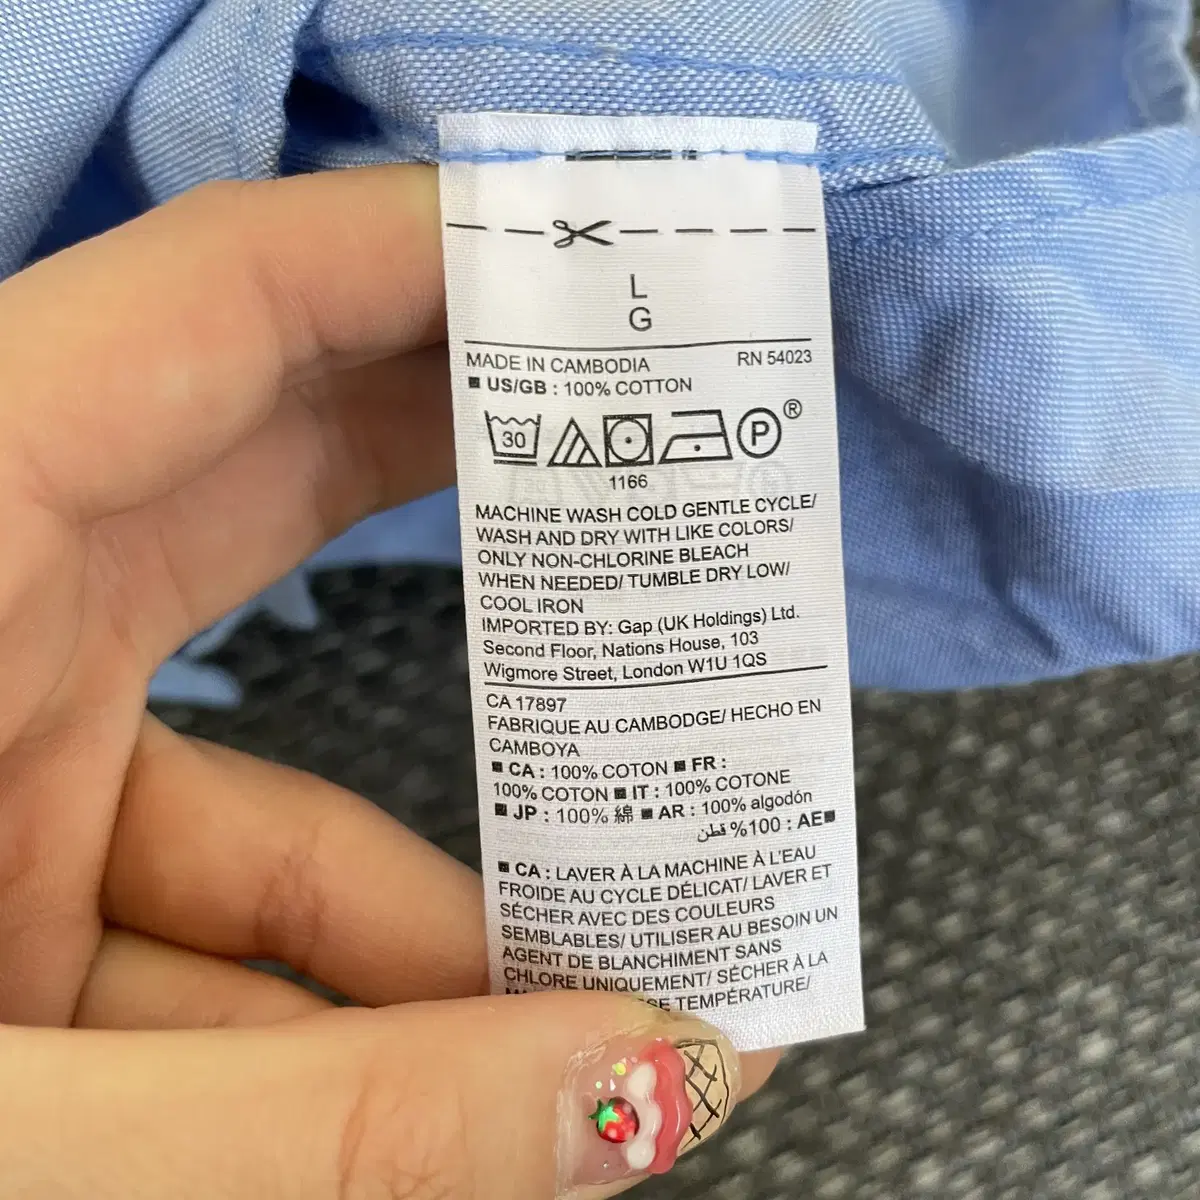 L
G
MADE IN CAMBODIA RN 54023
■ US/GB : 100% COTTON
30 P ®
1166
MACHINE WASH COLD GENTLE CYCLE/
WASH AND DRY WITH LIKE COLORS/
ONLY NON-CHLORINE BLEACH
WHEN NEEDED/ TUMBLE DRY LOW/
COOL IRON
IMPORTED BY: Gap (UK Holdings) Ltd.
Second Floor, Nations House, 103
Wigmore Street, London W1U 1QS
CA 17897
FABRIQUE AU CAMBODGE/ HECHO EN
CAMBOYA
■ CA : 100% COTON ■ FR :
100% COTON ■ IT : 100% COTONE
■ JP : 100% 綿 ■ AR : 100% algodón
■AE : 100% قطن
■ CA : LAVER À LA MACHINE À L'EAU
FROIDE AU CYCLE DÉLICAT/ LAVER ET
SÉCHER AVEC DES COULEURS
SEMBLABLES/ UTILISER AU BESOIN UN
AGENT DE BLANCHIMENT SANS
CHLORE UNIQUEMENT/ SÉCHER À LA
TEMPÉRATURE/